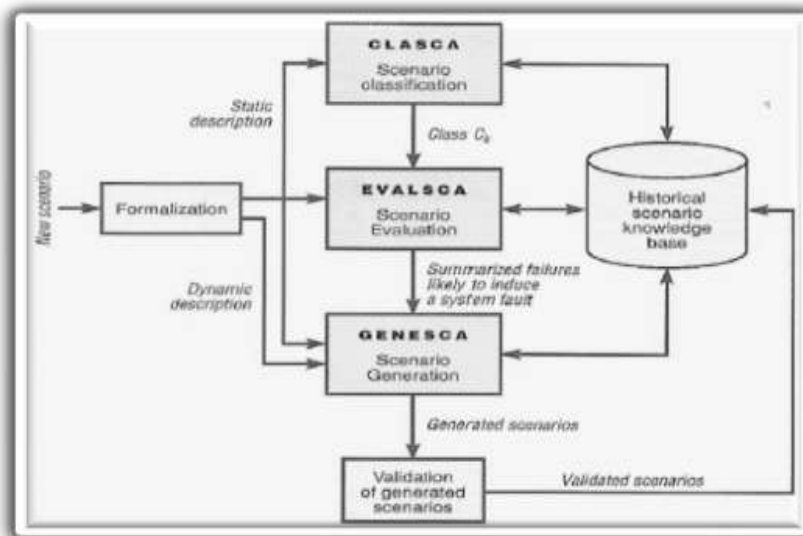 CLASCA
Scenario
classification
Static
description
Class Ck
New scenario
Formalization
EVALSCA
Scenario
Evaluation
Historical
scenario
knowledge
base
Dynamic
description
Summarized failures
likely to induce
a system fault
GENESCA
Scenario
Generation
Generated scenarios
Validation
of generated
scenarios
Validated scenarios